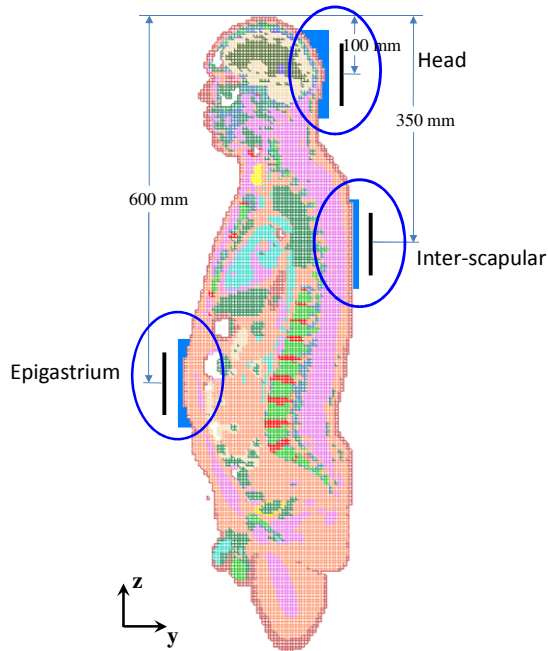 100 mm
Head
350 mm
600 mm
Inter-scapular
Epigastrium
z
y